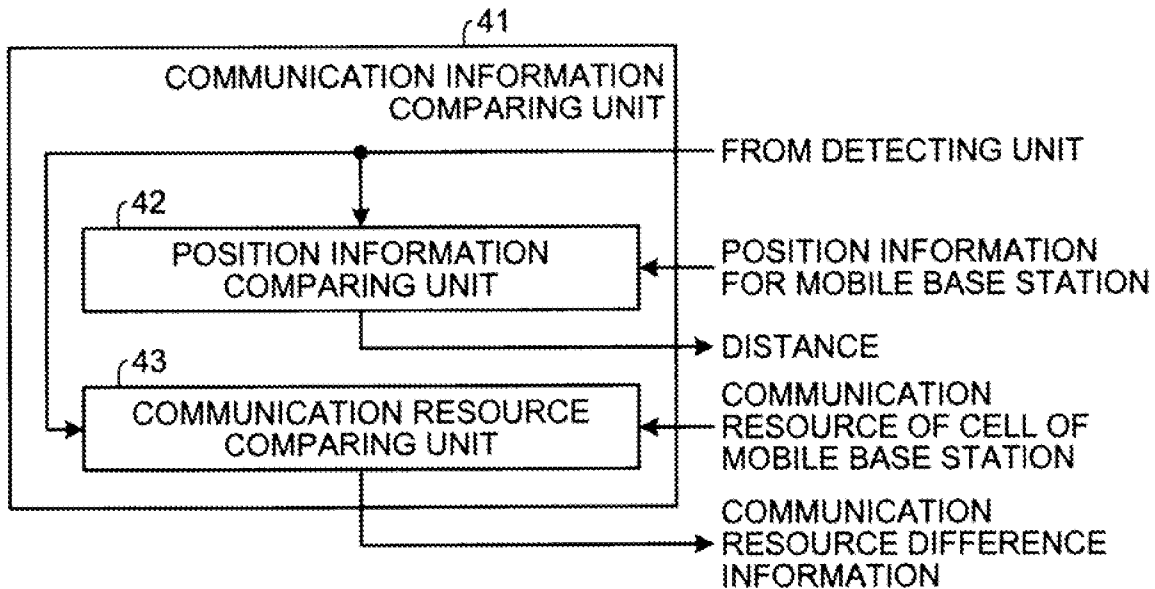 41
COMMUNICATION INFORMATION
COMPARING UNIT
FROM DETECTING UNIT
42
POSITION INFORMATION
COMPARING UNIT
POSITION INFORMATION
FOR MOBILE BASE STATION
DISTANCE
43
COMMUNICATION RESOURCE
COMPARING UNIT
COMMUNICATION
RESOURCE OF CELL OF
MOBILE BASE STATION
COMMUNICATION
RESOURCE DIFFERENCE
INFORMATION